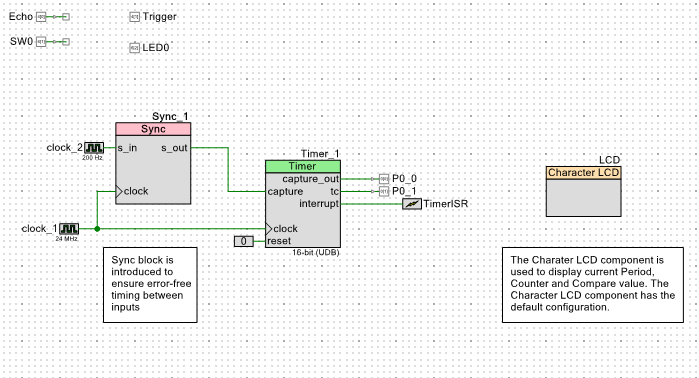 Echo
Trigger
SW0
LED0
Sync_1
Sync
clock_2
200 Hz
s_in
s_out
clock
clock_1
24 MHz
Timer_1
Timer
capture_out
P0_0
capture
tc
P0_1
interrupt
TimerISR
clock
0
reset
16-bit (UDB)
LCD
Character LCD
Sync block is
introduced to
ensure error-free
timing between
inputs
The Charater LCD component is
used to display current Period,
Counter and Compare value. The
Character LCD component has the
default configuration.